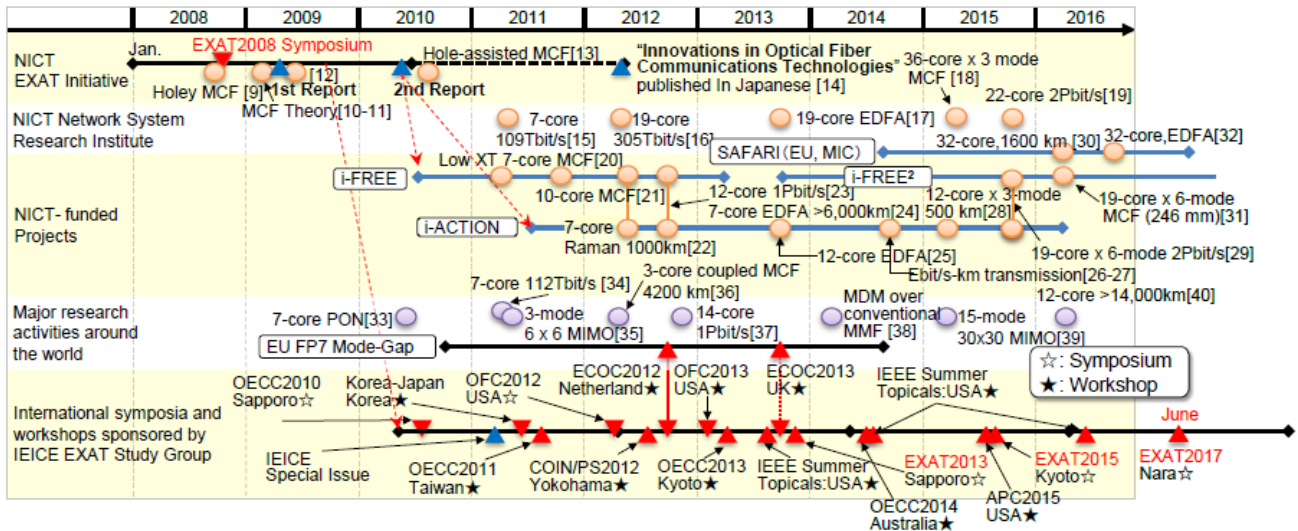 2008 2009 2010 2011 2012 2013 2014 2015 2016
NICT
EXAT Initiative
Jan.
EXAT2008 Symposium
Hole-assisted MCF[13]
"Innovations in Optical Fiber
Communications Technologies"
published In Japanese [14]
36-core x 3 mode
MCF [18]
22-core 2Pbit/s[19]
Holey MCF [9]
[12]
1st Report
MCF Theory[10-11]
2nd Report
NICT Network System
Research Institute
7-core
109Tbit/s[15]
19-core
305Tbit/s[16]
19-core EDFA[17]
SAFARI(EU, MIC)
32-core,1600 km [30]
32-core,EDFA[32]
NICT- funded
Projects
i-FREE
Low XT 7-core MCF[20]
10-core MCF[21]
12-core 1Pbit/s[23]
i-FREE²
12-core x 3-mode
500 km[28]
19-core x 6-mode
MCF (246 mm)[31]
i-ACTION
7-core
Raman 1000km[22]
7-core EDFA >6,000km[24]
12-core EDFA[25]
Ebit/s-km transmission[26-27]
19-core x 6-mode 2Pbit/s[29]
Major research
activities around
the world
7-core PON[33]
7-core 112Tbit/s [34]
3-mode
6 x 6 MIMO[35]
3-core coupled MCF
4200 km[36]
14-core
1Pbit/s[37]
MDM over
conventional
MMF [38]
15-mode
30x30 MIMO[39]
12-core >14,000km[40]
EU FP7 Mode-Gap
☆: Symposium
★: Workshop
International symposia and
workshops sponsored by
IEICE EXAT Study Group
OECC2010
Sapporo☆
Korea-Japan
Korea★
OFC2012
USA☆
ECOC2012
Netherland★
OFC2013
USA★
ECOC2013
UK★
IEEE Summer
Topicals:USA★
June
IEICE
Special Issue
OECC2011
Taiwan★
COIN/PS2012
Yokohama★
OECC2013
Kyoto★
IEEE Summer
Topicals:USA★
EXAT2013
Sapporo☆
OECC2014
Australia★
APC2015
USA★
EXAT2015
Kyoto☆
EXAT2017
Nara☆